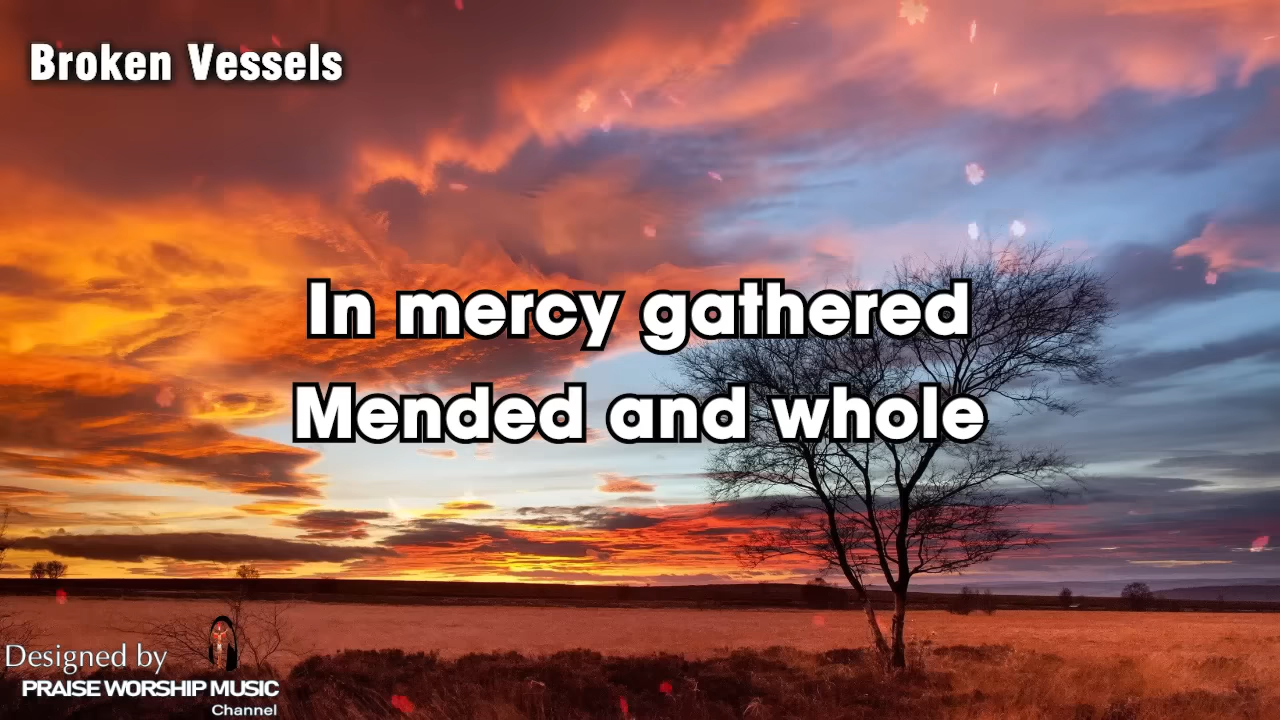 Broken Vessels
In mercy gathered
Mended and whole
Designed by
PRAISE WORSHIP MUSIC
Channel